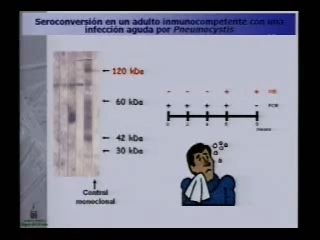 Seroconversión en un adulto inmunocompetente con una
infección aguda por Pneumocystis
120 kDa
60 kDa
42 kDa
30 kDa
- - - + +
+ + + + - PCR
Control
monoclonal